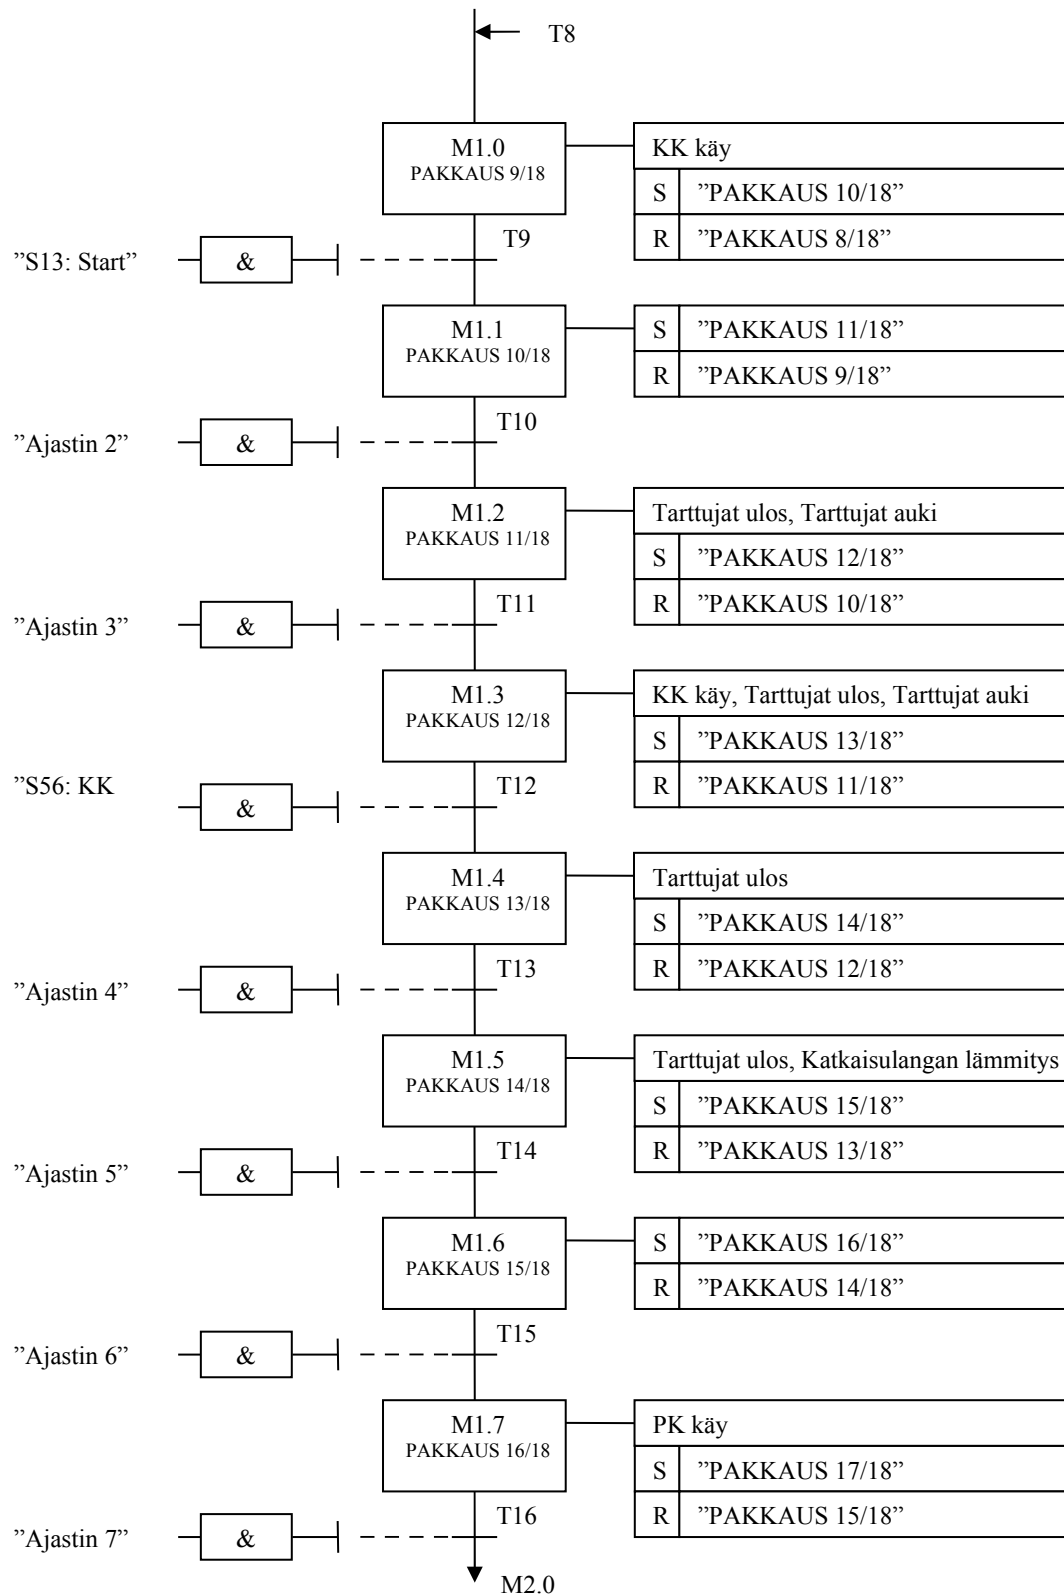 T8
M1.0
PAKKAUS 9/18
KK käy
S ”PAKKAUS 10/18”
R ”PAKKAUS 8/18”
T9
”S13: Start”
&
M1.1
PAKKAUS 10/18
S ”PAKKAUS 11/18”
R ”PAKKAUS 9/18”
T10
”Ajastin 2”
&
M1.2
PAKKAUS 11/18
Tarttujat ulos, Tarttujat auki
S ”PAKKAUS 12/18”
R ”PAKKAUS 10/18”
T11
”Ajastin 3”
&
M1.3
PAKKAUS 12/18
KK käy, Tarttujat ulos, Tarttujat auki
S ”PAKKAUS 13/18”
R ”PAKKAUS 11/18”
T12
”S56: KK
&
M1.4
PAKKAUS 13/18
Tarttujat ulos
S ”PAKKAUS 14/18”
R ”PAKKAUS 12/18”
T13
”Ajastin 4”
&
M1.5
PAKKAUS 14/18
Tarttujat ulos, Katkaisulangan lämmitys
S ”PAKKAUS 15/18”
R ”PAKKAUS 13/18”
T14
”Ajastin 5”
&
M1.6
PAKKAUS 15/18
S ”PAKKAUS 16/18”
R ”PAKKAUS 14/18”
T15
”Ajastin 6”
&
M1.7
PAKKAUS 16/18
PK käy
S ”PAKKAUS 17/18”
R ”PAKKAUS 15/18”
T16
”Ajastin 7”
&
M2.0